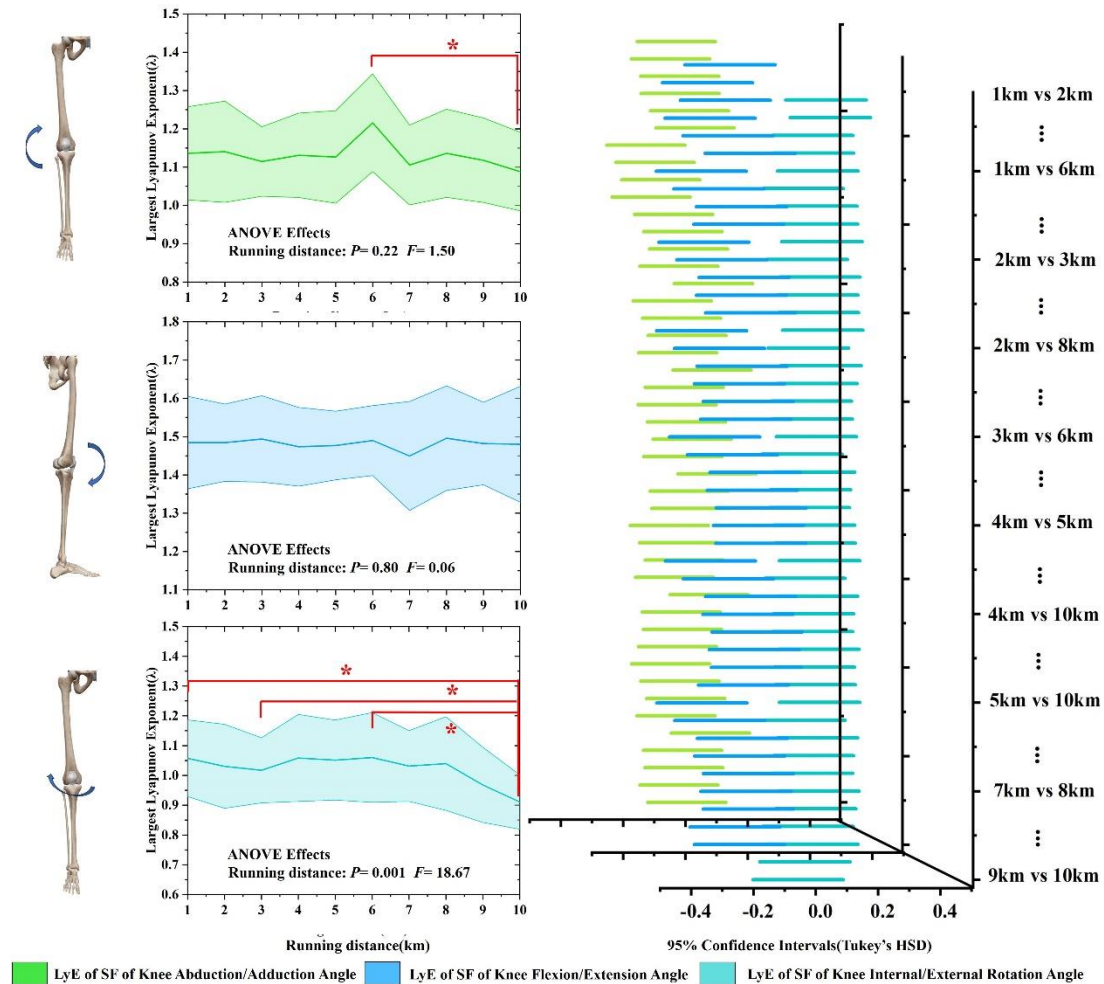 1.5
1.4
1.3
1.2
1.1
1.0
0.9
0.8
Largest Lyapunov Exponent(λ)
*
ANOVE Effects
Running distance: P= 0.22 F= 1.50
1 2 3 4 5 6 7 8 9 10
1.8
1.7
1.6
1.5
1.4
1.3
1.2
1.1
Largest Lyapunov Exponent(λ)
ANOVE Effects
Running distance: P= 0.80 F= 0.06
1 2 3 4 5 6 7 8 9 10
1.5
1.4
1.3
1.2
1.1
1.0
0.9
0.8
0.7
0.6
Largest Lyapunov Exponent(λ)
*
*
*
ANOVE Effects
Running distance: P= 0.001 F= 18.67
1 2 3 4 5 6 7 8 9 10
Running distance(km)
1km vs 2km
1km vs 6km
2km vs 3km
2km vs 8km
3km vs 6km
4km vs 5km
4km vs 10km
5km vs 10km
7km vs 8km
9km vs 10km
-0.4 -0.2 0.0 0.2 0.4
95% Confidence Intervals(Tukey's HSD)
LyE of SF of Knee Abduction/Adduction Angle
LyE of SF of Knee Flexion/Extension Angle
LyE of SF of Knee Internal/External Rotation Angle